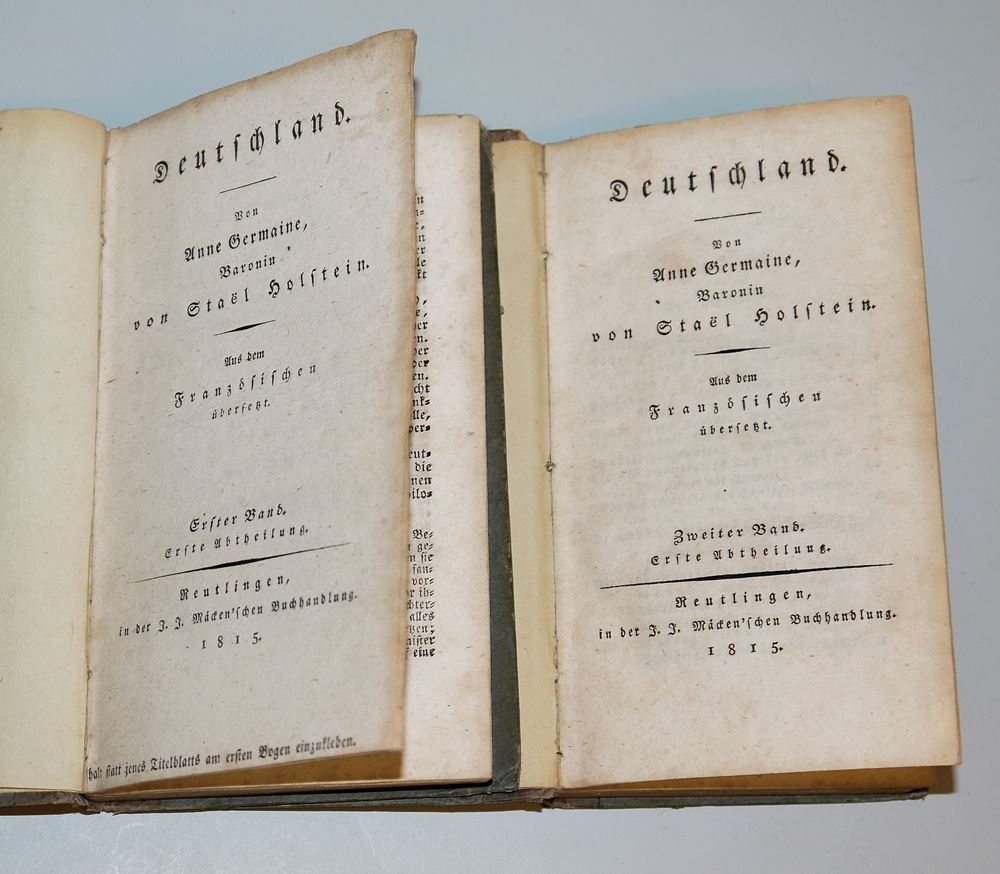 Deutschland.
Von
Anne Germaine,
Baronin
von Staël Holstein.
Aus dem
Französischen
übersetzt.
Erster Band.
Erste Abtheilung.
Reutlingen,
in der J. J. Mäcken'schen Buchhandlung.
1815.
statt jenes Titelblatts am ersten Bogen einzukleben.
Deutschland.
Von
Anne Germaine,
Baronin
von Staël Holstein.
Aus dem
Französischen
übersetzt.
Zweiter Band.
Erste Abtheilung.
Reutlingen,
in der J. J. Mäcken'schen Buchhandlung.
1815.